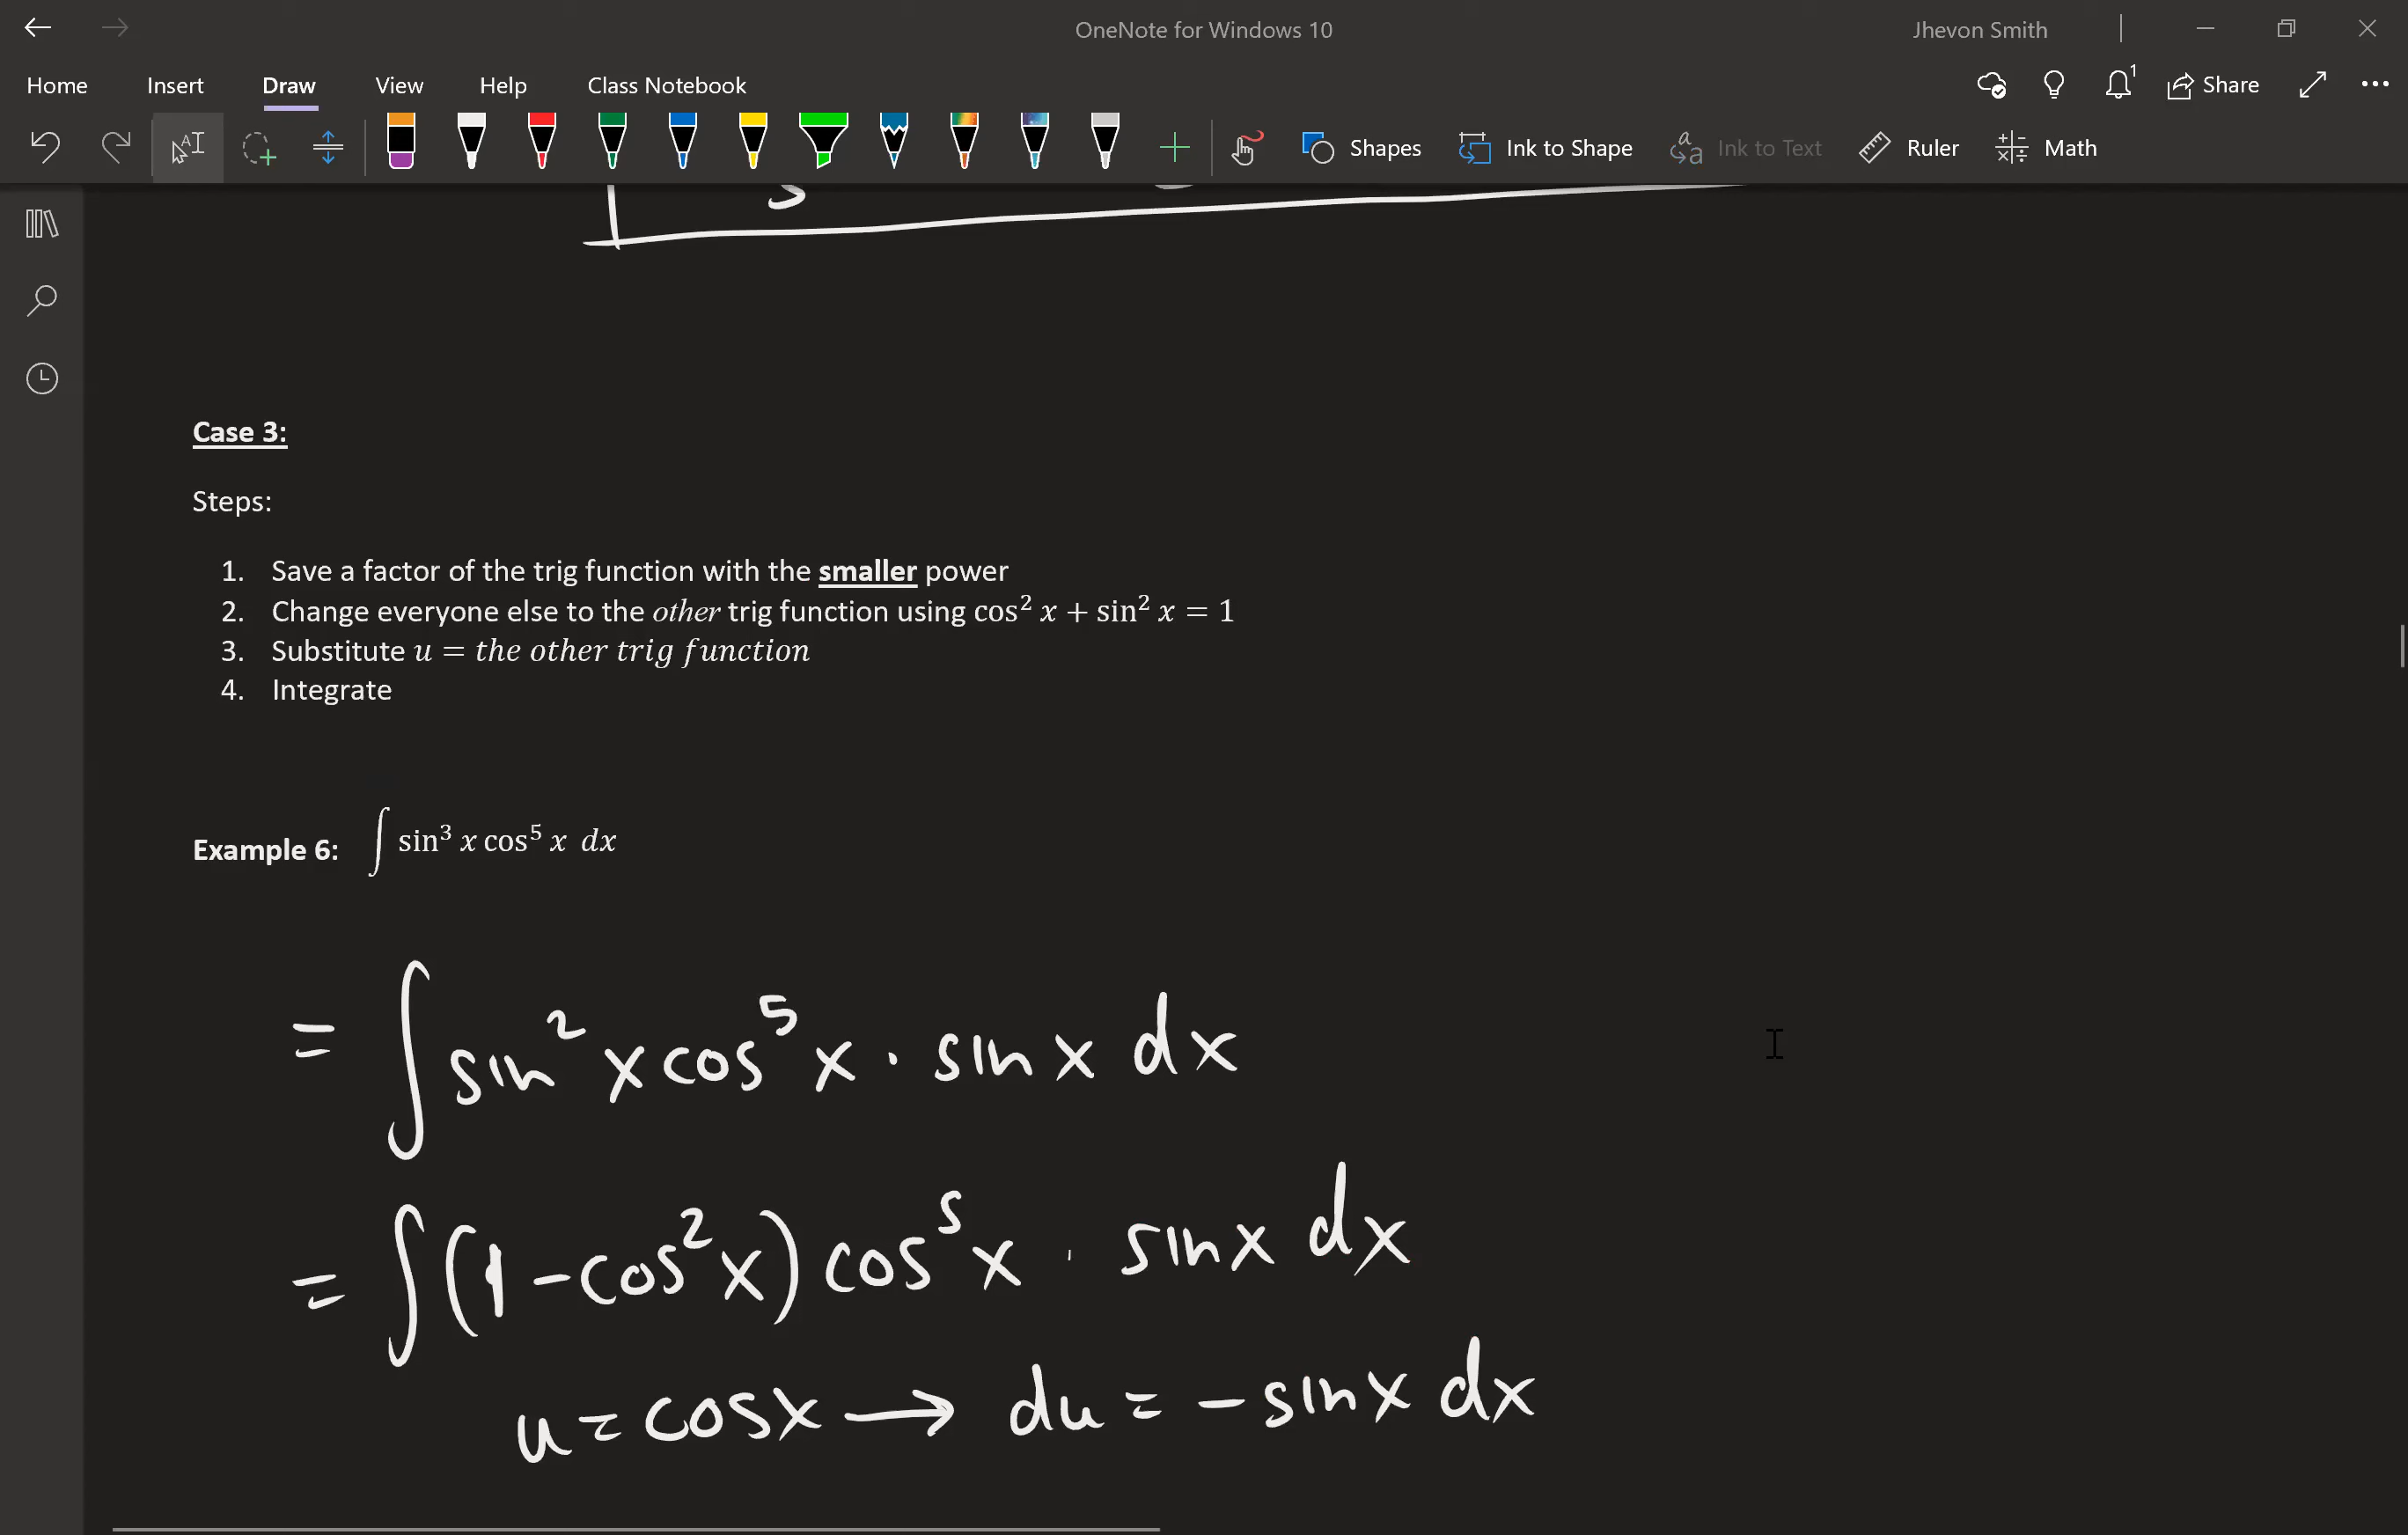 OneNote for Windows 10
Jhevon Smith
Home Insert Draw View Help Class Notebook
1 Share
Shapes Ink to Shape Ink to Text Ruler Math
Case 3:
Steps:
1. Save a factor of the trig function with the smaller power
2. Change everyone else to the other trig function using cos² x + sin² x = 1
3. Substitute u = the other trig function
4. Integrate
Example 6: ∫ sin³ x cos⁵ x dx
= ∫ sin² x cos⁵ x · sin x dx
= ∫ (1 - cos² x) cos⁵ x · sin x dx
u = cos x → du = - sin x dx